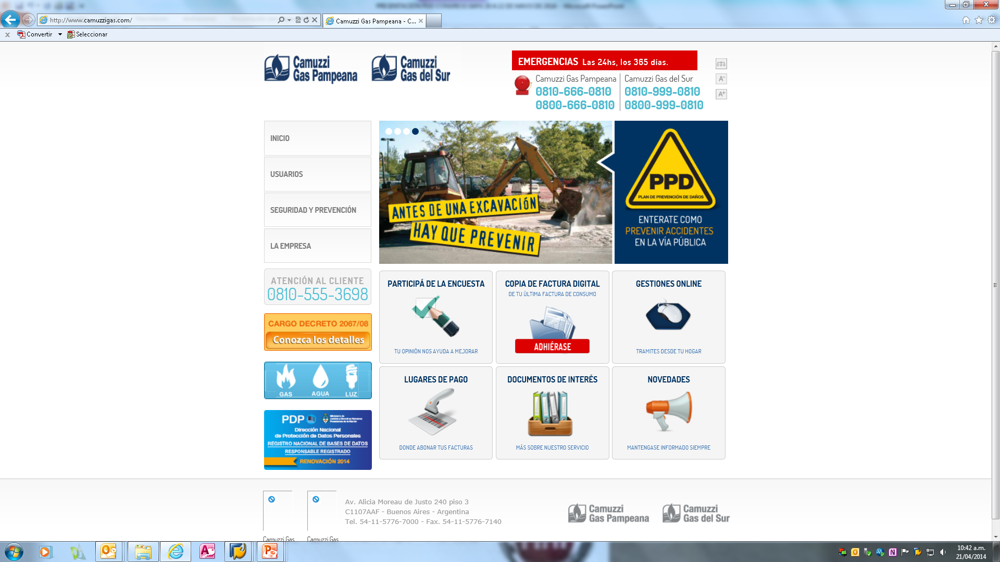 http://www.camuzzigas.com/
Camuzzi Gas Pampeana - C...
Convertir
Seleccionar
Camuzzi
Gas Pampeana
Camuzzi
Gas del Sur
EMERGENCIAS Las 24hs, los 365 días.
Camuzzi Gas Pampeana
0810-666-0810
0800-666-0810
Camuzzi Gas del Sur
0810-999-0810
0800-999-0810
A-
A+
INICIO
USUARIOS
SEGURIDAD Y PREVENCIÓN
LA EMPRESA
ATENCIÓN AL CLIENTE
0810-555-3698
CARGO DECRETO 2067/08
Conozca los detalles
GAS
AGUA
LUZ
PDP
Ministerio de
Justicia y Derechos Humanos
Presidencia de la Nación
Dirección Nacional
de Protección de Datos Personales
REGISTRO NACIONAL DE BASES DE DATOS
RESPONSABLE REGISTRADO
RENOVACIÓN 2014
ANTES DE UNA EXCAVACIÓN
HAY QUE PREVENIR
PPD
PLAN DE PREVENCIÓN DE DAÑOS
ENTERATE COMO
PREVENIR ACCIDENTES
EN LA VÍA PÚBLICA
PARTICIPÁ DE LA ENCUESTA
TU OPINIÓN NOS AYUDA A MEJORAR
COPIA DE FACTURA DIGITAL
DE TU ÚLTIMA FACTURA DE CONSUMO
ADHIÉRASE
GESTIONES ONLINE
TRAMITES DESDE TU HOGAR
LUGARES DE PAGO
DONDE ABONAR TUS FACTURAS
DOCUMENTOS DE INTERÉS
MÁS SOBRE NUESTRO SERVICIO
NOVEDADES
MANTENGASE INFORMADO SIEMPRE
Camuzzi Gas
Camuzzi Gas
Av. Alicia Moreau de Justo 240 piso 3
C1107AAF - Buenos Aires - Argentina
Tel. 54-11-5776-7000 - Fax. 54-11-5776-7140
Camuzzi
Gas Pampeana
Camuzzi
Gas del Sur
10:42 a.m.
21/04/2014